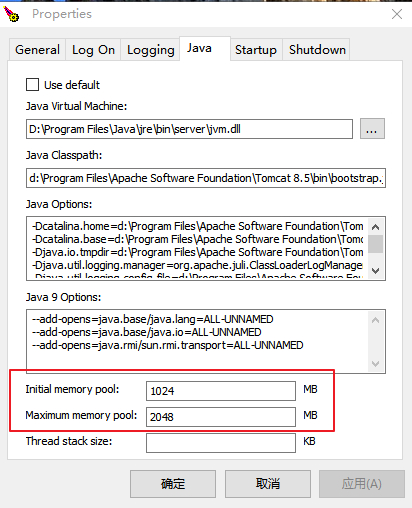 Properties
General Log On Logging Java Startup Shutdown
Use default
Java Virtual Machine:
D:\Program Files\Java\jre\bin\server\jvm.dll
...
Java Classpath:
d:\Program Files\Apache Software Foundation\Tomcat 8.5\bin\bootstrap.
Java Options:
-Dcatalina.home=d:\Program Files\Apache Software Foundation\Tom
-Dcatalina.base=d:\Program Files\Apache Software Foundation\Tomc
-Djava.io.tmpdir=d:\Program Files\Apache Software Foundation\Tom
-Djava.util.logging.manager=org.apache.juli.ClassLoaderLogManager
-Djava.util.logging.config.file=d:\Program Files\Apache Software
Java 9 Options:
--add-opens=java.base/java.lang=ALL-UNNAMED
--add-opens=java.base/java.io=ALL-UNNAMED
--add-opens=java.rmi/sun.rmi.transport=ALL-UNNAMED
Initial memory pool: 1024 MB
Maximum memory pool: 2048 MB
Thread stack size: KB
确定 取消 应用(A)